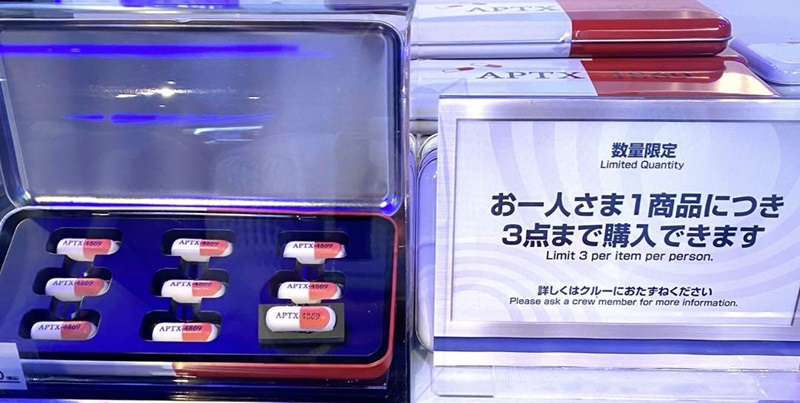 APTX 4869
APTX 4869
APTX 4869
APTX 4869
APTX 4869
APTX 4869
APTX 4869
APTX 4869
APTX 4869
APTX 4869
数量限定
Limited Quantity
お一人さま1商品につき
3点まで購入できます
Limit 3 per item per person.
詳しくはクルーにおたずねください
Please ask a crew member for more information.